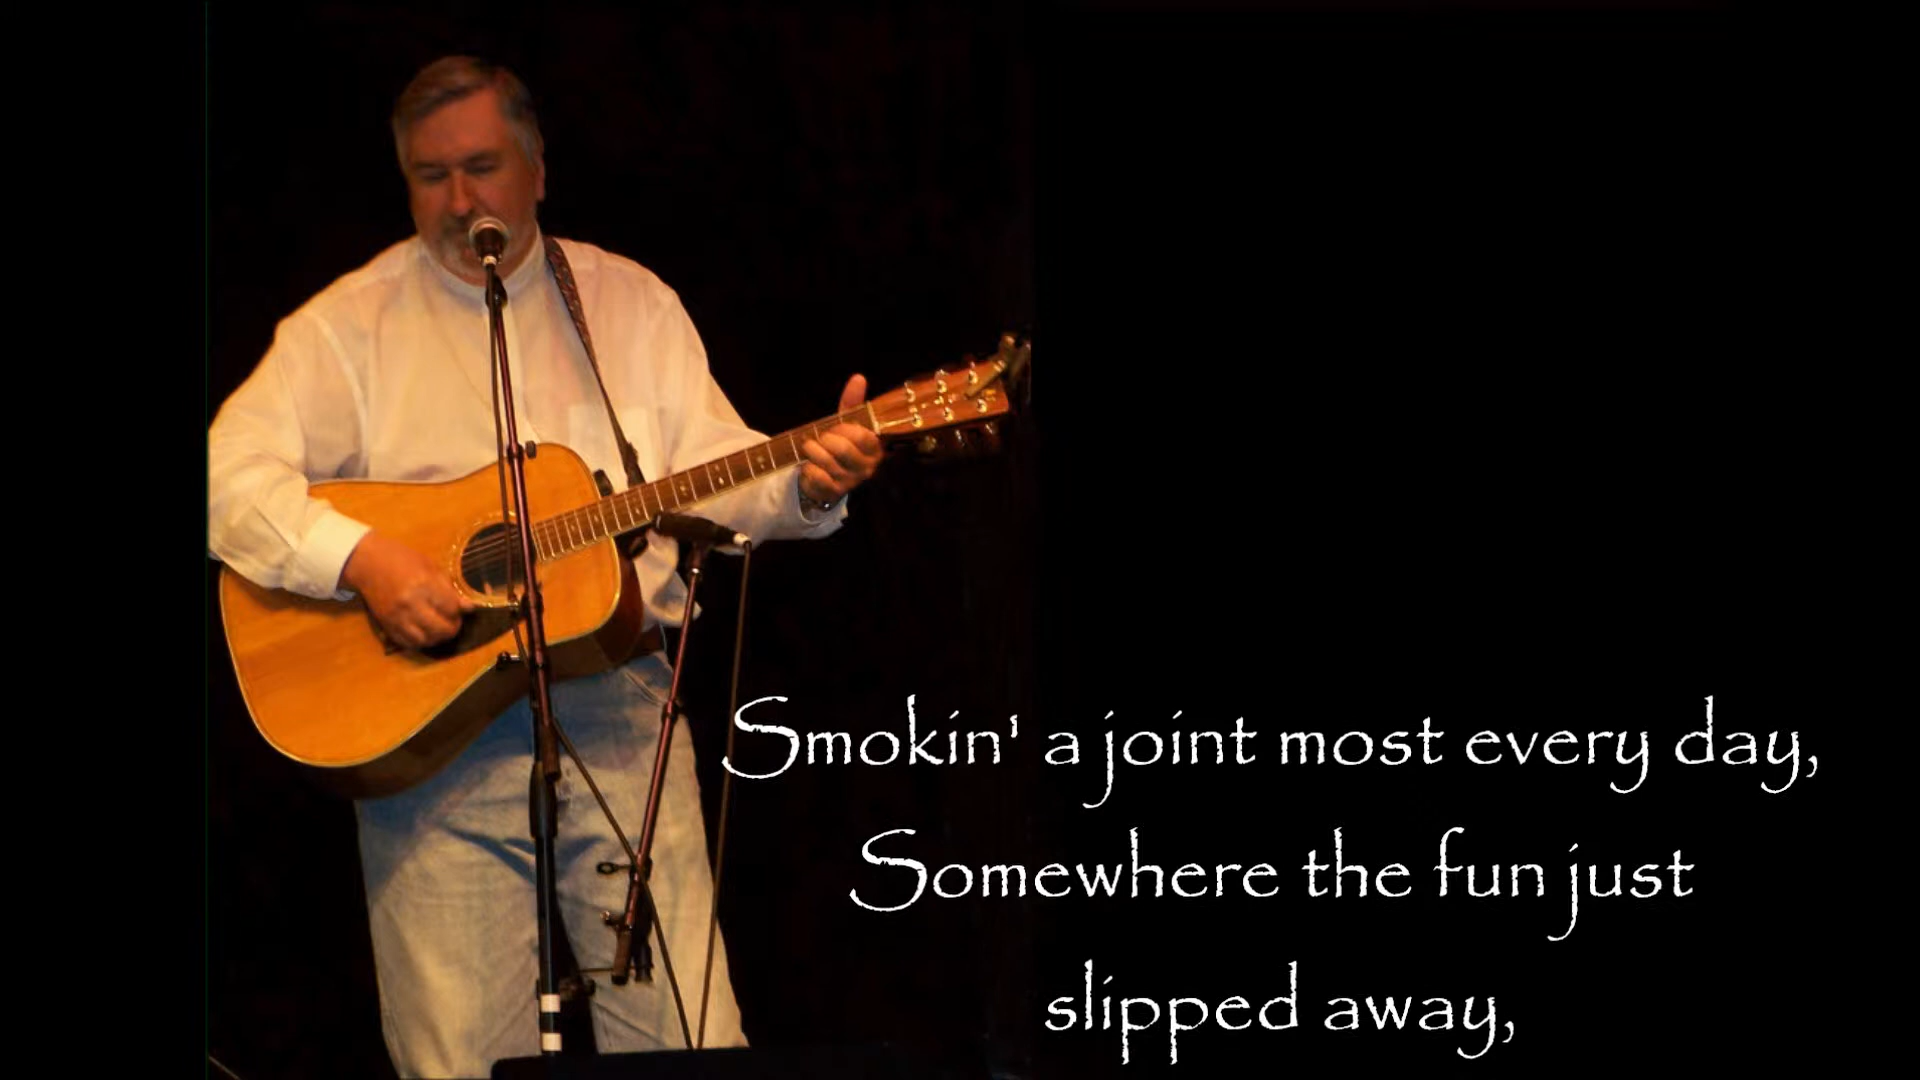 Smokin' a joint most every day,
Somewhere the fun just
slipped away,